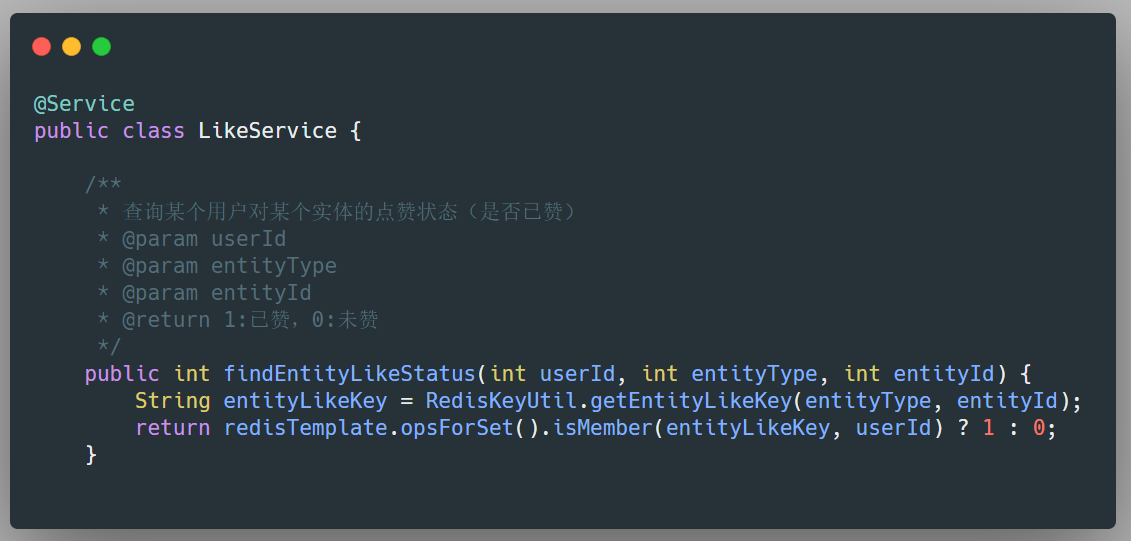 @Service
public class LikeService {
/**
* 查询某个用户对某个实体的点赞状态（是否已赞）
* @param userId
* @param entityType
* @param entityId
* @return 1:已赞，0:未赞
*/
public int findEntityLikeStatus(int userId, int entityType, int entityId) {
String entityLikeKey = RedisKeyUtil.getEntityLikeKey(entityType, entityId);
return redisTemplate.opsForSet().isMember(entityLikeKey, userId) ? 1 : 0;
}